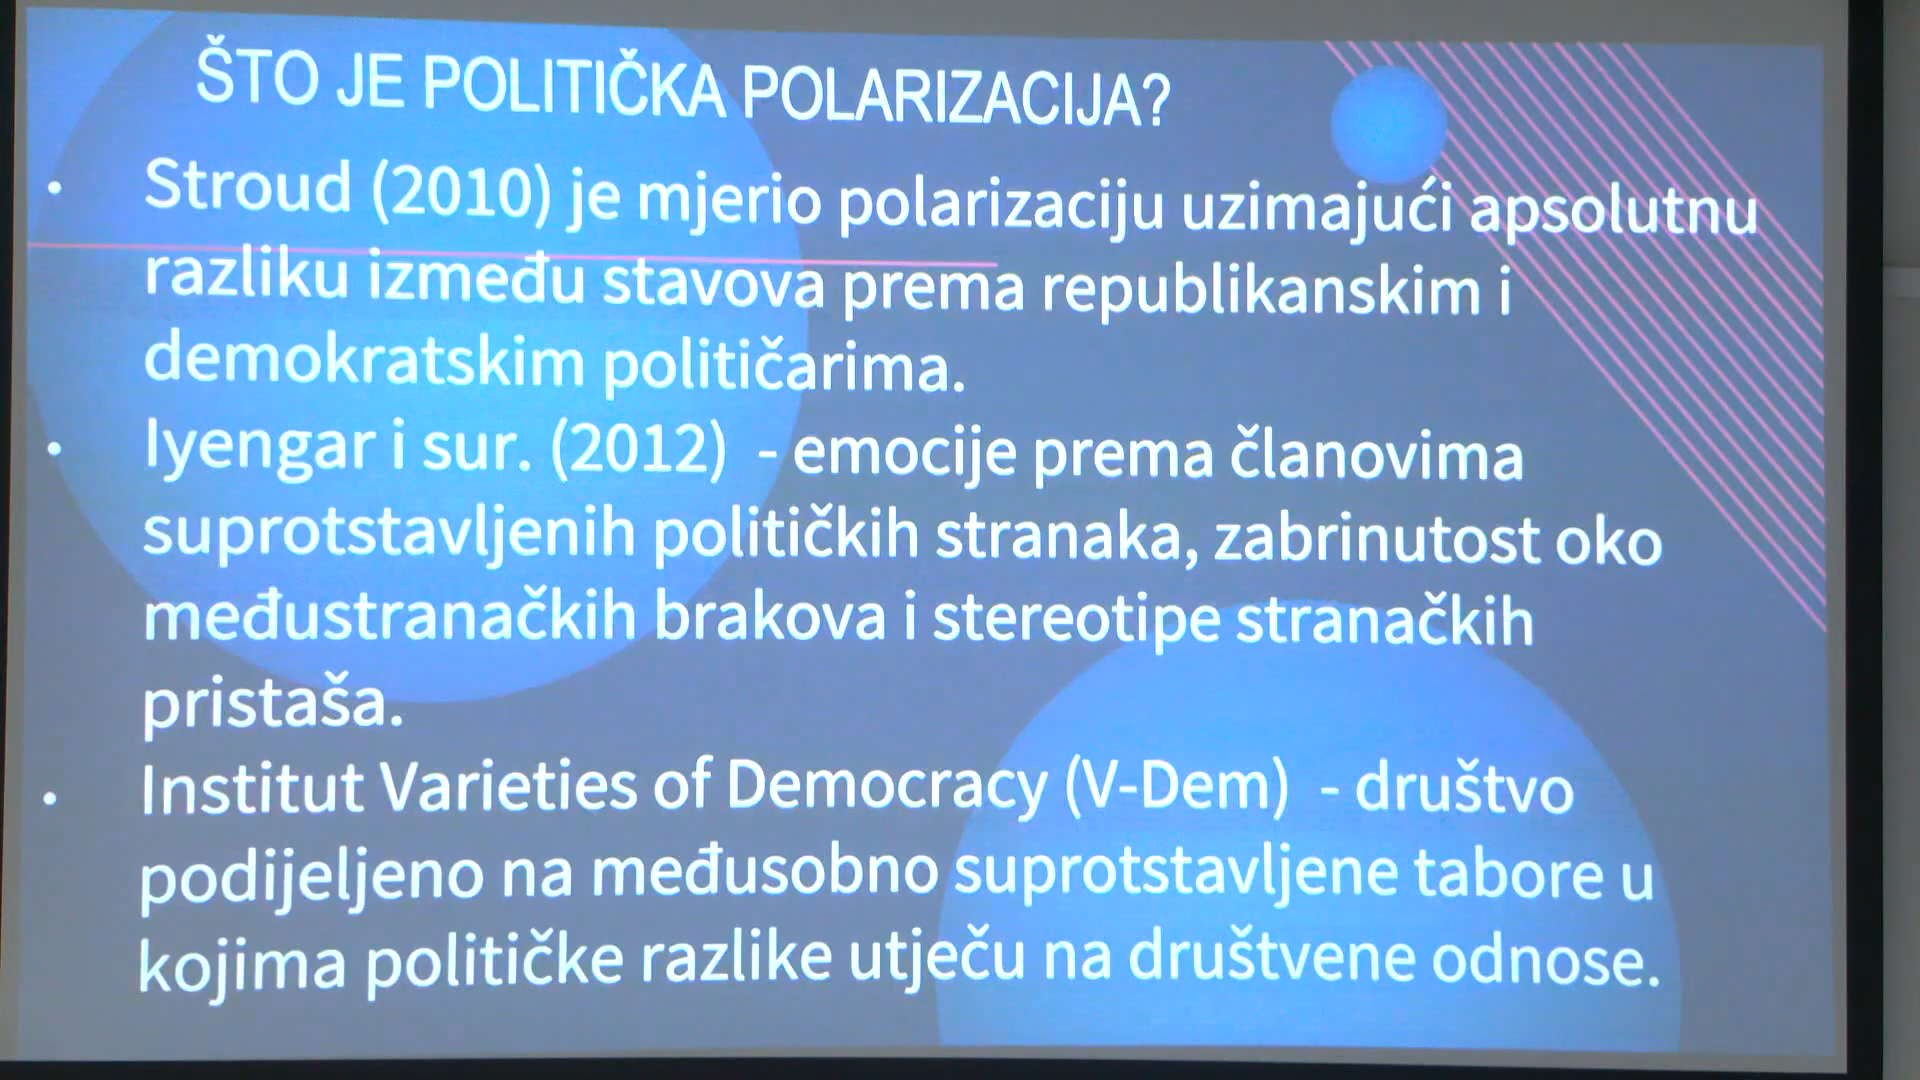 ŠTO JE POLITIČKA POLARIZACIJA?
• Stroud (2010) je mjerio polarizaciju uzimajući apsolutnu
razliku između stavova prema republikanskim i
demokratskim političarima.
• Iyengar i sur. (2012) - emocije prema članovima
suprotstavljenih političkih stranaka, zabrinutost oko
međustranačkih brakova i stereotipe stranačkih
pristaša.
• Institut Varieties of Democracy (V-Dem) - društvo
podijeljeno na međusobno suprotstavljene tabore u
kojima političke razlike utječu na društvene odnose.